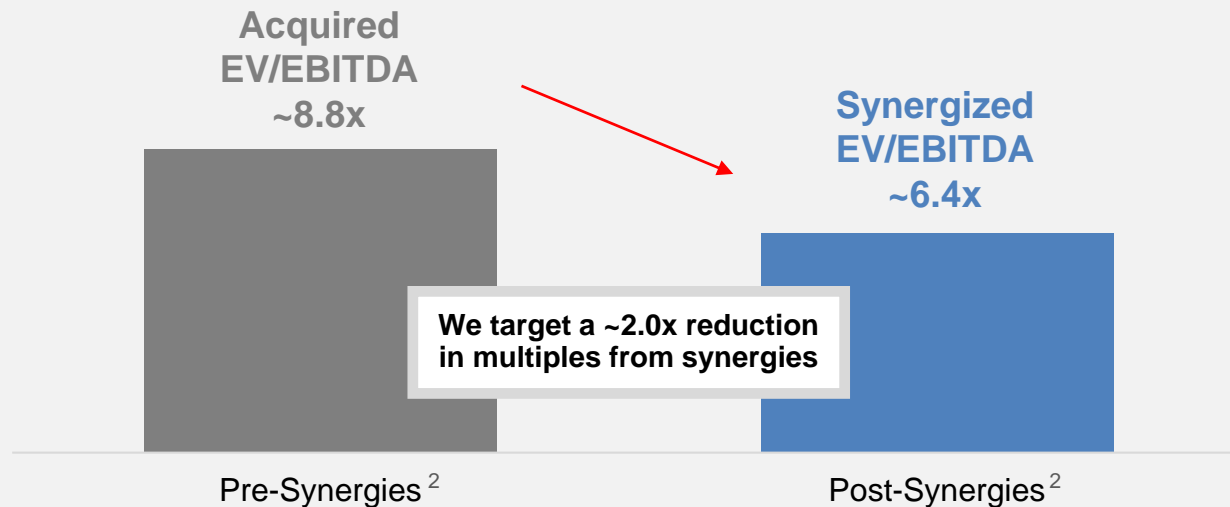 Acquired
EV/EBITDA
~8.8x
Synergized
EV/EBITDA
~6.4x
We target a ~2.0x reduction
in multiples from synergies
Pre-Synergies 2
Post-Synergies 2